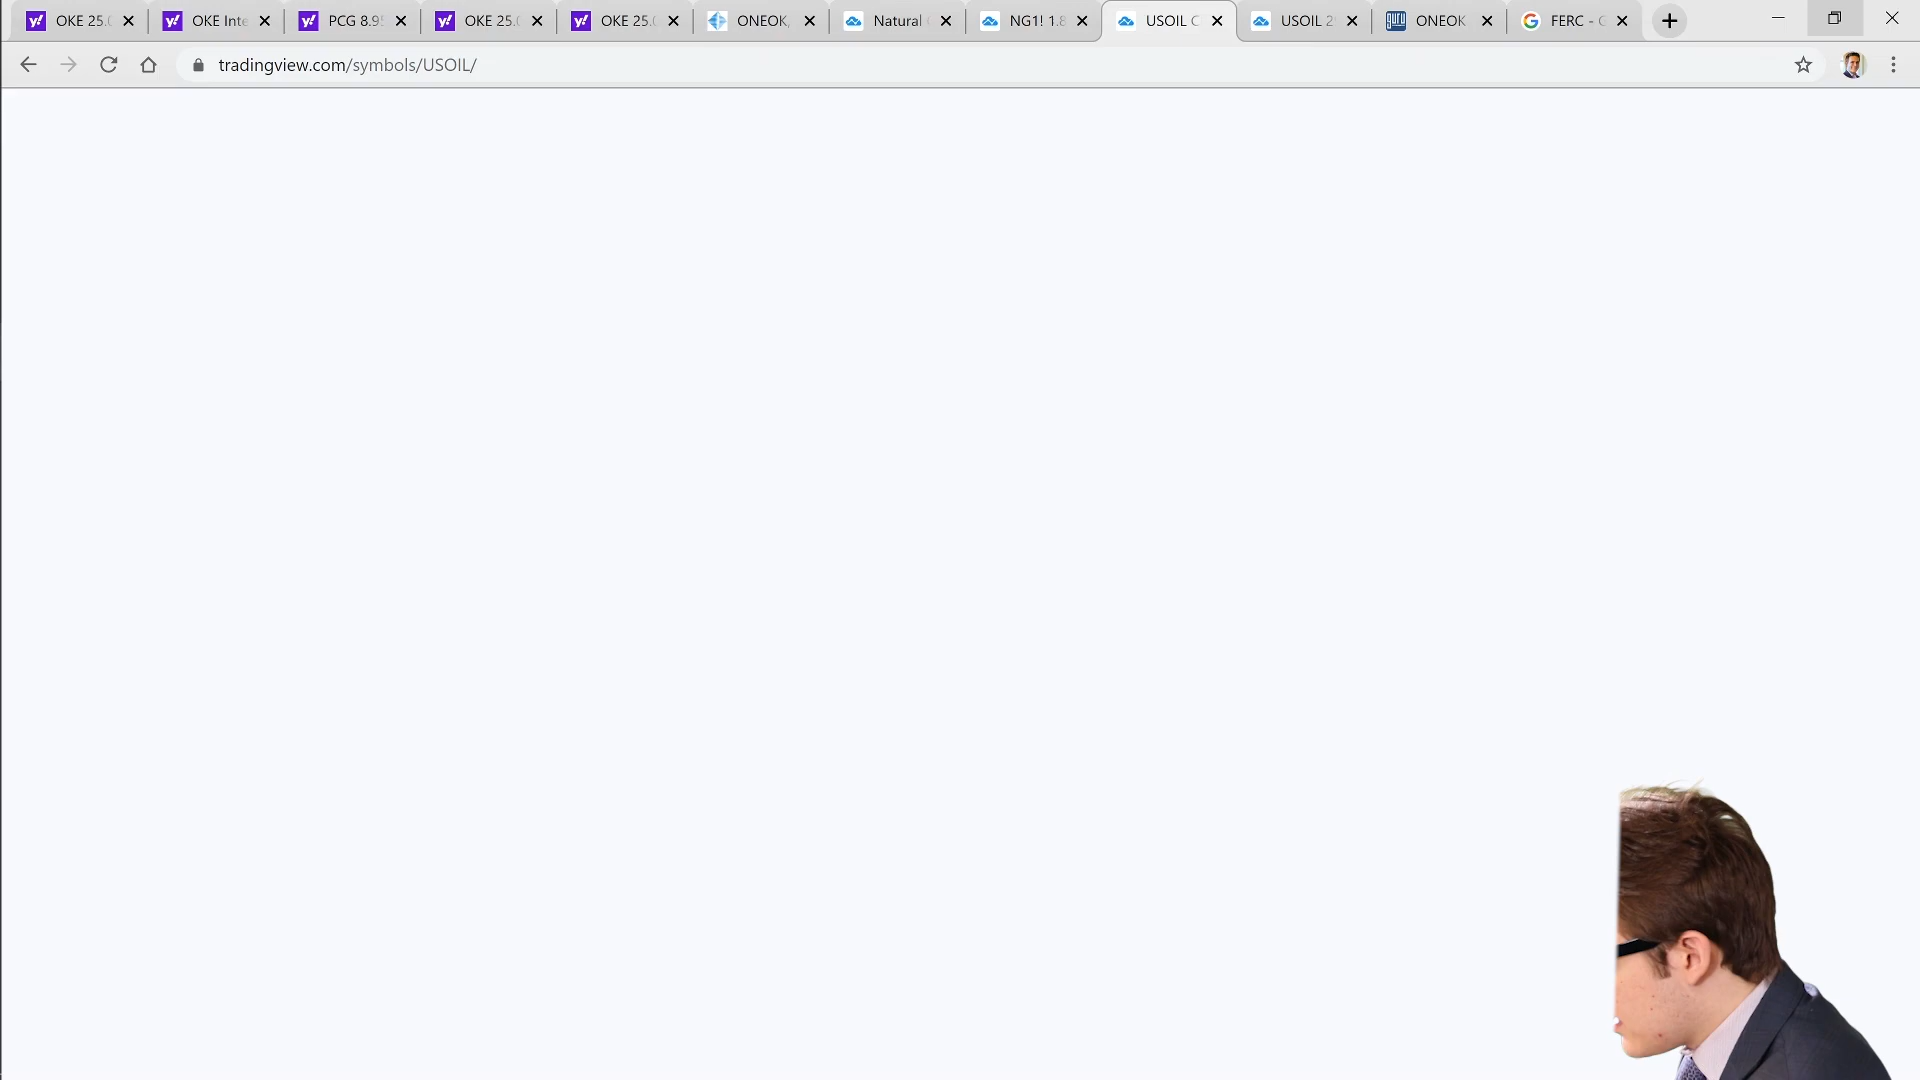 OKE 25.
OKE Inte
PCG 8.9
OKE 25.
OKE 25.
ONEOK,
Natural
NG1! 1.8
USOIL C
USOIL 2
guru ONEOK
FERC - G
tradingview.com/symbols/USOIL/